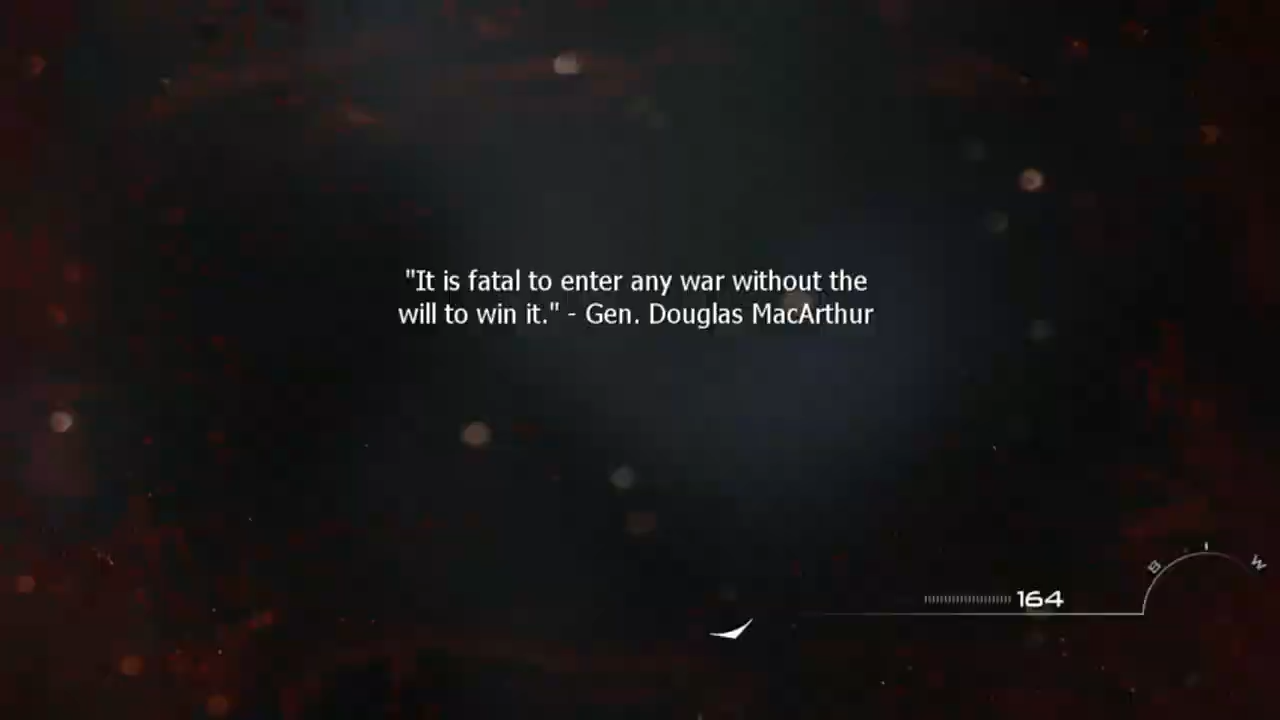 "It is fatal to enter any war without the
will to win it." - Gen. Douglas MacArthur
164
S
W